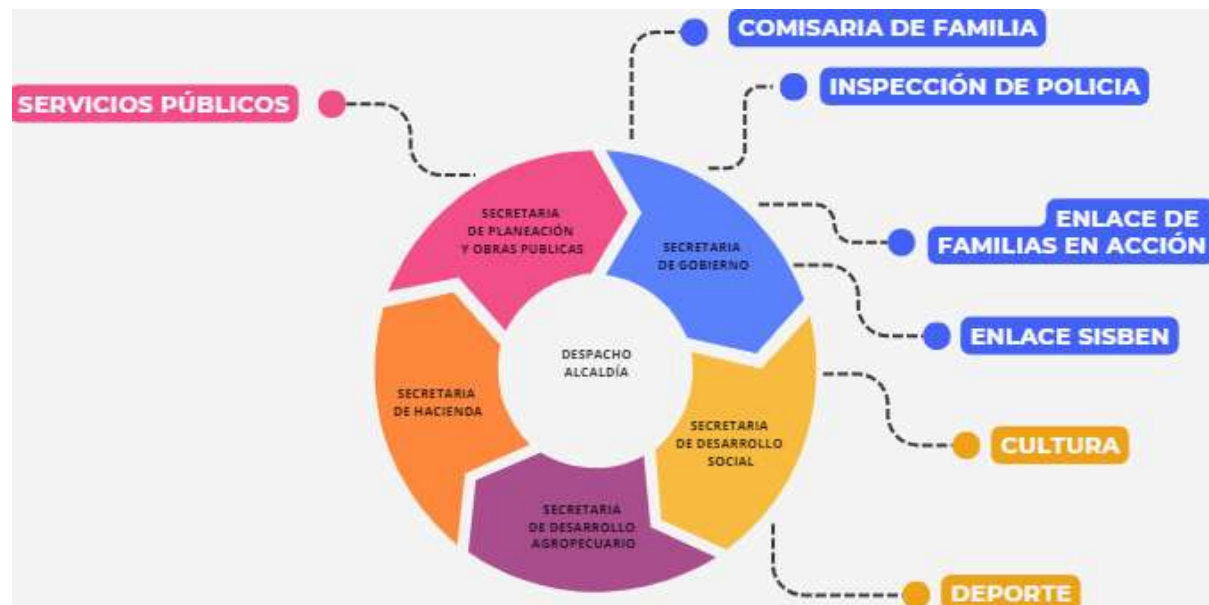 COMISARIA DE FAMILIA
INSPECCIÓN DE POLICIA
SERVICIOS PÚBLICOS
ENLACE DE
FAMILIAS EN ACCIÓN
SECRETARIA
DE PLANEACIÓN
Y OBRAS PUBLICAS
SECRETARIA
DE GOBIERNO
ENLACE SISBEN
DESPACHO
ALCALDÍA
SECRETARIA
DE HACIENDA
SECRETARIA
DE DESARROLLO
SOCIAL
CULTURA
SECRETARIA
DE DESARROLLO
AGROPECUARIO
DEPORTE